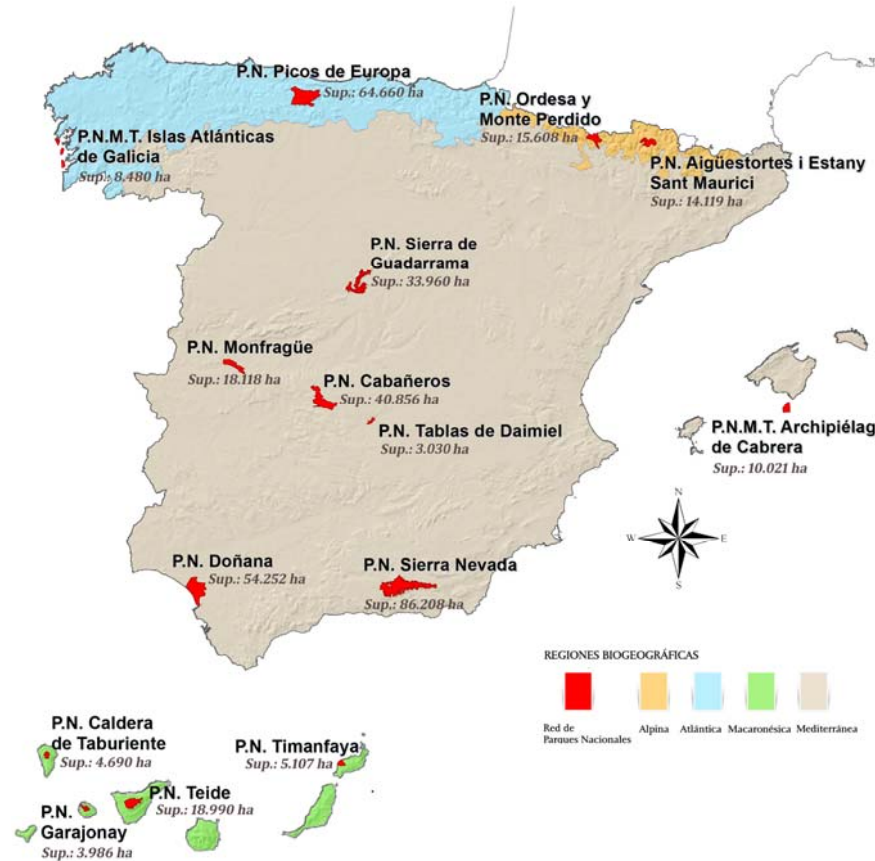 P.N. Picos de Europa
Sup.: 64.660 ha
P.N. Ordesa y
Monte Perdido
Sup.: 15.608 ha
P.N.M.T. Islas Atlánticas
de Galicia
Sup.: 8.480 ha
P.N. Aigüestortes i Estany
Sant Maurici
Sup.: 14.119 ha
P.N. Sierra de
Guadarrama
Sup.: 33.960 ha
P.N. Monfragüe
Sup.: 18.118 ha
P.N. Cabañeros
Sup.: 40.856 ha
P.N. Tablas de Daimiel
Sup.: 3.030 ha
P.N.M.T. Archipiélag
de Cabrera
Sup.: 10.021 ha
N
W
E
S
P.N. Doñana
Sup.: 54.252 ha
P.N. Sierra Nevada
Sup.: 86.208 ha
REGIONES BIOGEOGRÁFICAS
Red de
Parques Nacionales
Alpina
Atlántica
Macaronésica
Mediterránea
P.N. Caldera
de Taburiente
Sup.: 4.690 ha
P.N. Timanfaya
Sup.: 5.107 ha
P.N. Teide
Sup.: 18.990 ha
P.N.
Garajonay
Sup.: 3.986 ha